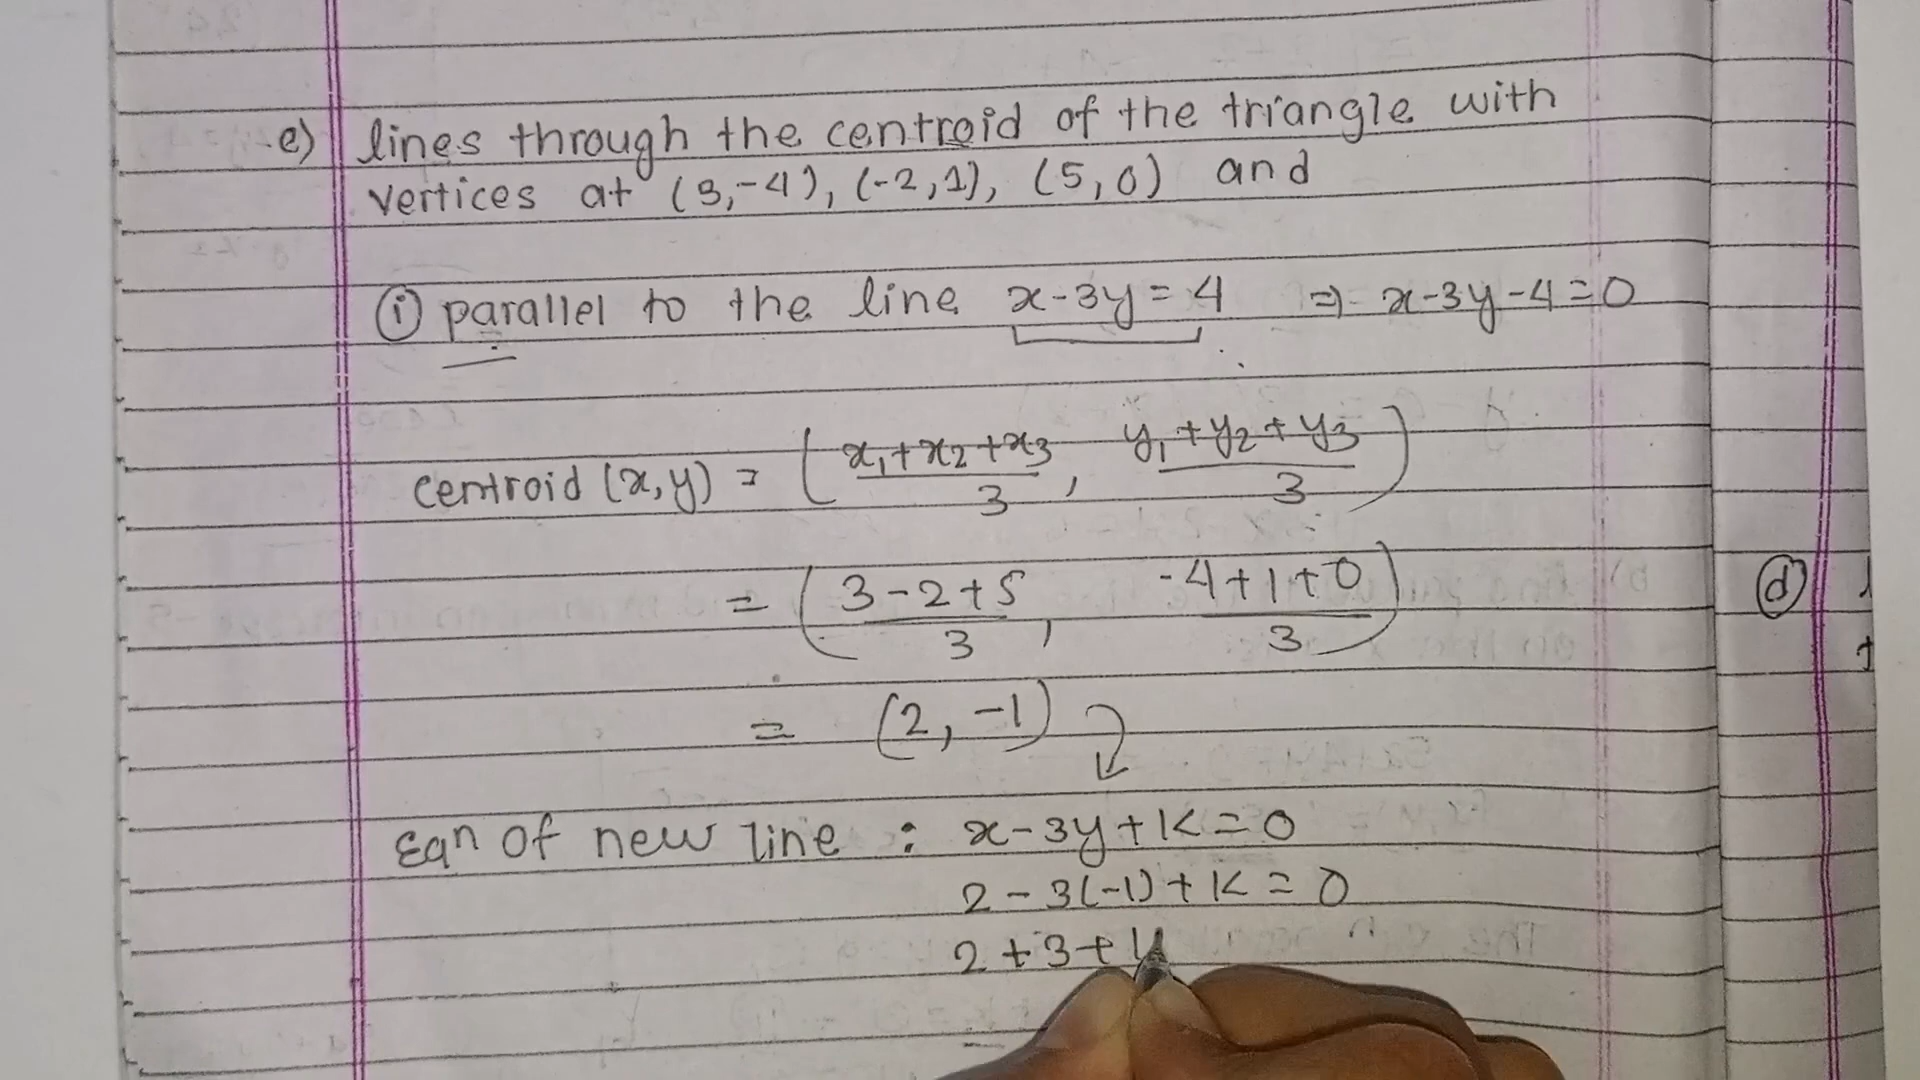 e) lines through the centroid of the triangle with
vertices at (3,-4), (-2,1), (5,0) and
(i) parallel to the line x-3y=4 => x-3y-4=0
centroid (x,y) = ( x₁+x₂+x₃ / 3 , y₁+y₂+y₃ / 3 )
= ( 3-2+5 / 3 , -4+1+0 / 3 )
(d)
= (2,-1)
Eqn of new line : x-3y+K=0
2-3(-1)+K=0
2+3+K